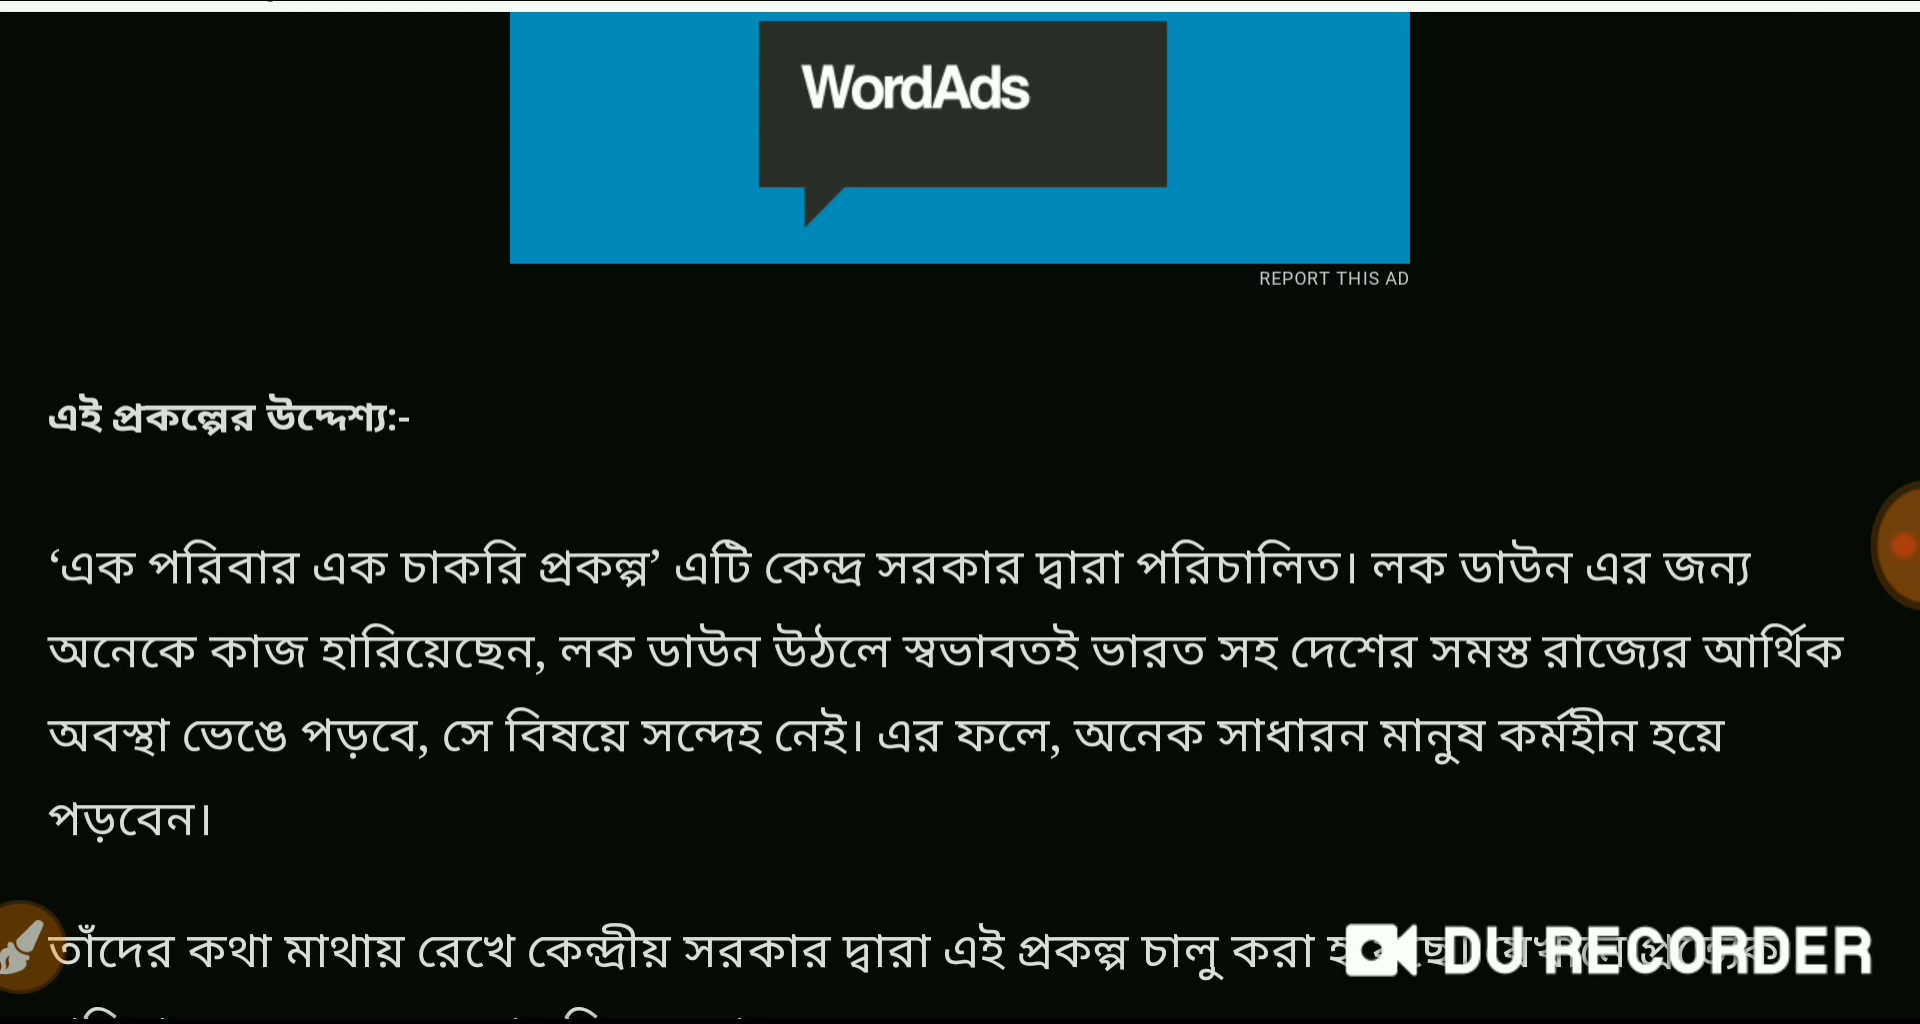 WordAds
REPORT THIS AD
এই প্রকল্পের উদ্দেশ্য:-
‘এক পরিবার এক চাকরি প্রকল্প’ এটি কেন্দ্র সরকার দ্বারা পরিচালিত। লক ডাউন এর জন্য
অনেকে কাজ হারিয়েছেন, লক ডাউন উঠলে স্বভাবতই ভারত সহ দেশের সমস্ত রাজ্যের আর্থিক
অবস্থা ভেঙে পড়বে, সে বিষয়ে সন্দেহ নেই। এর ফলে, অনেক সাধারন মানুষ কর্মহীন হয়ে
পড়বেন।
তাঁদের কথা মাথায় রেখে কেন্দ্রীয় সরকার দ্বারা এই প্রকল্প চালু করা
DU RECORDER